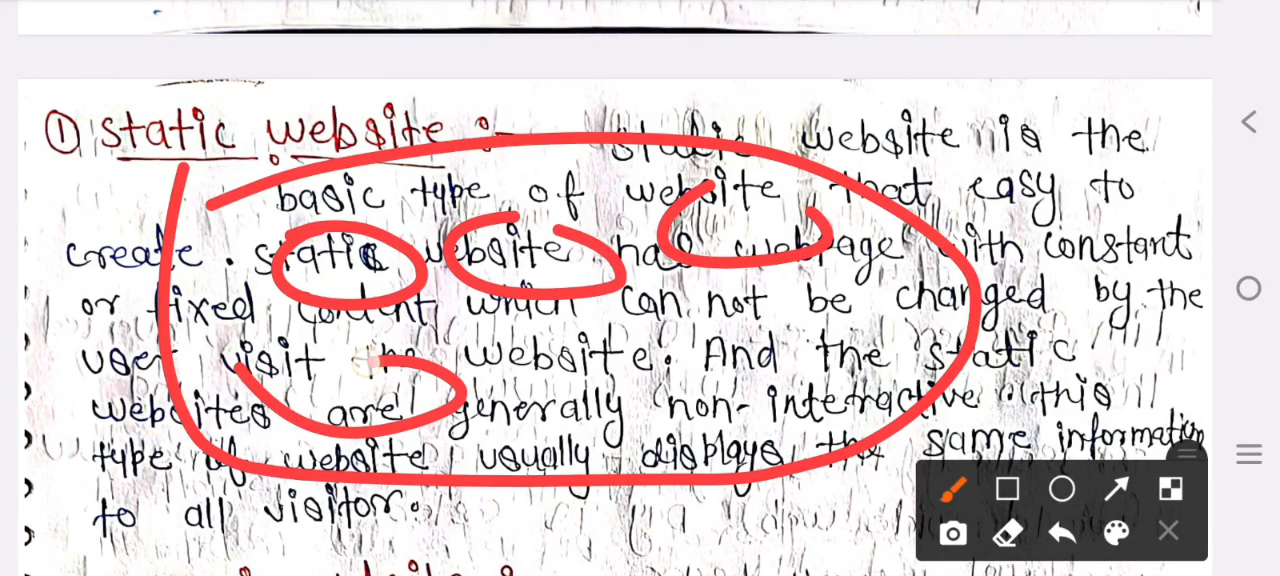 ① static website :- static website is the
basic type of website that easy to
create. static website has webpage with constant
or fixed content which can not be changed by the
user visit the website. And the static
websites are generally non-interactive this
type of website usually displays the same information
to all visitor.